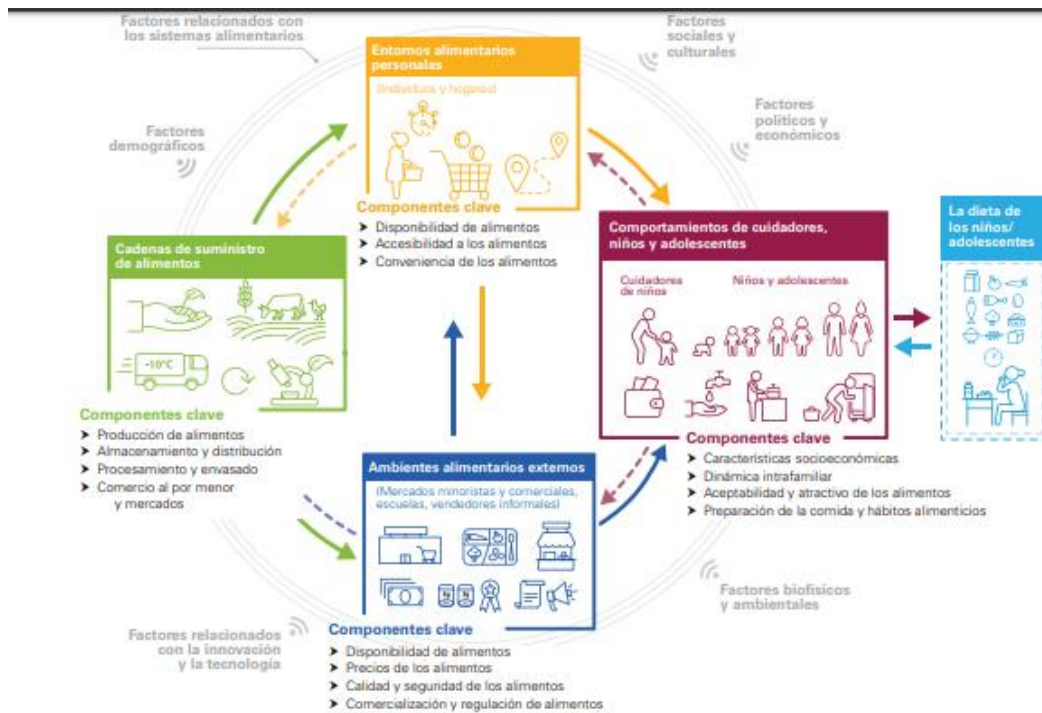 Factores relacionados con
los sistemas alimentarios
Factores
sociales y
culturales
Factores
demográficos
Factores
políticos y
económicos
Entornos alimentarios
personales
(Individuos y hogares)
Componentes clave
➤ Disponibilidad de alimentos
➤ Accesibilidad a los alimentos
➤ Conveniencia de los alimentos
Cadenas de suministro
de alimentos
-10°C
Componentes clave
➤ Producción de alimentos
➤ Almacenamiento y distribución
➤ Procesamiento y envasado
➤ Comercio al por menor
y mercados
Comportamientos de cuidadores,
niños y adolescentes
Cuidadores
de niños
Niños y adolescentes
Componentes clave
➤ Características socioeconómicas
➤ Dinámica intrafamiliar
➤ Aceptabilidad y atractivo de los alimentos
➤ Preparación de la comida y hábitos alimenticios
La dieta de
los niños/
adolescentes
Ambientes alimentarios externos
(Mercados minoristas y comerciales,
escuelas, vendedores informales)
Componentes clave
➤ Disponibilidad de alimentos
➤ Precios de los alimentos
➤ Calidad y seguridad de los alimentos
➤ Comercialización y regulación de alimentos
Factores biofísicos
y ambientales
Factores relacionados
con la innovación
y la tecnología